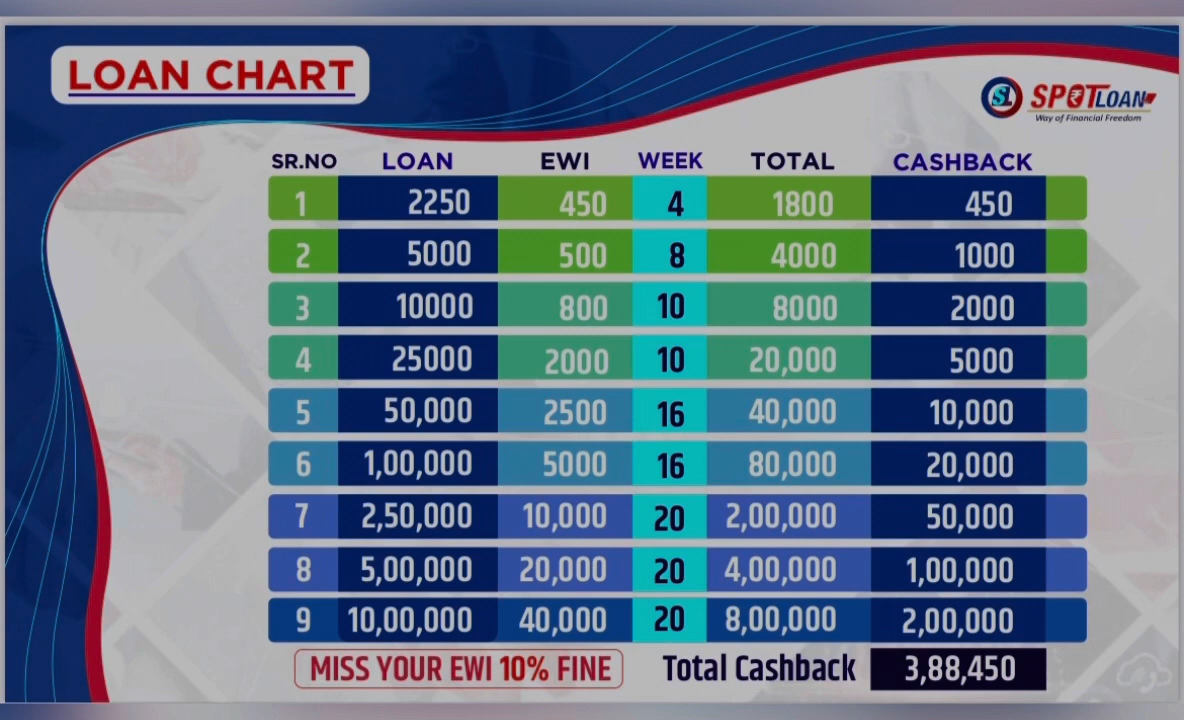 LOAN CHART
SL SPOTLOAN
Way of Financial Freedom
SR.NO LOAN EWI WEEK TOTAL CASHBACK
1 2250 450 4 1800 450
2 5000 500 8 4000 1000
3 10000 800 10 8000 2000
4 25000 2000 10 20,000 5000
5 50,000 2500 16 40,000 10,000
6 1,00,000 5000 16 80,000 20,000
7 2,50,000 10,000 20 2,00,000 50,000
8 5,00,000 20,000 20 4,00,000 1,00,000
9 10,00,000 40,000 20 8,00,000 2,00,000
MISS YOUR EWI 10% FINE Total Cashback 3,88,450